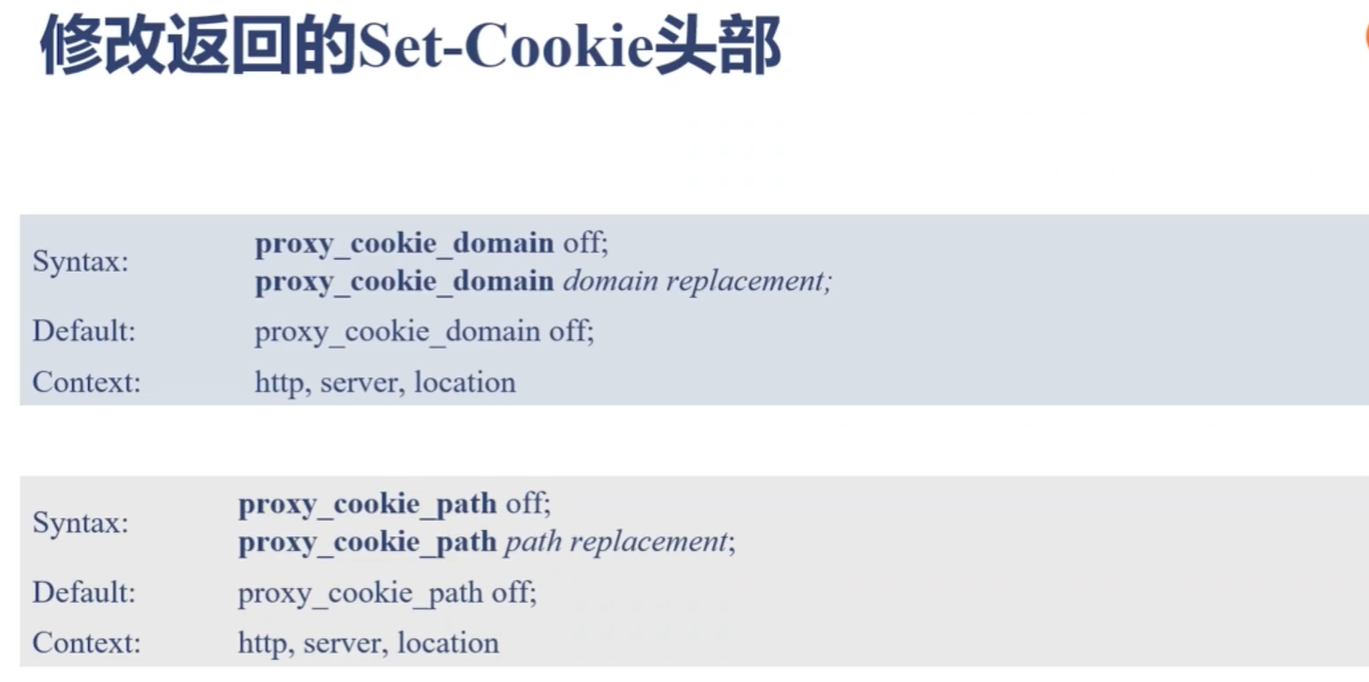 修改返回的Set-Cookie头部
Syntax:
proxy_cookie_domain off;
proxy_cookie_domain domain replacement;
Default: proxy_cookie_domain off;
Context: http, server, location
Syntax:
proxy_cookie_path off;
proxy_cookie_path path replacement;
Default: proxy_cookie_path off;
Context: http, server, location